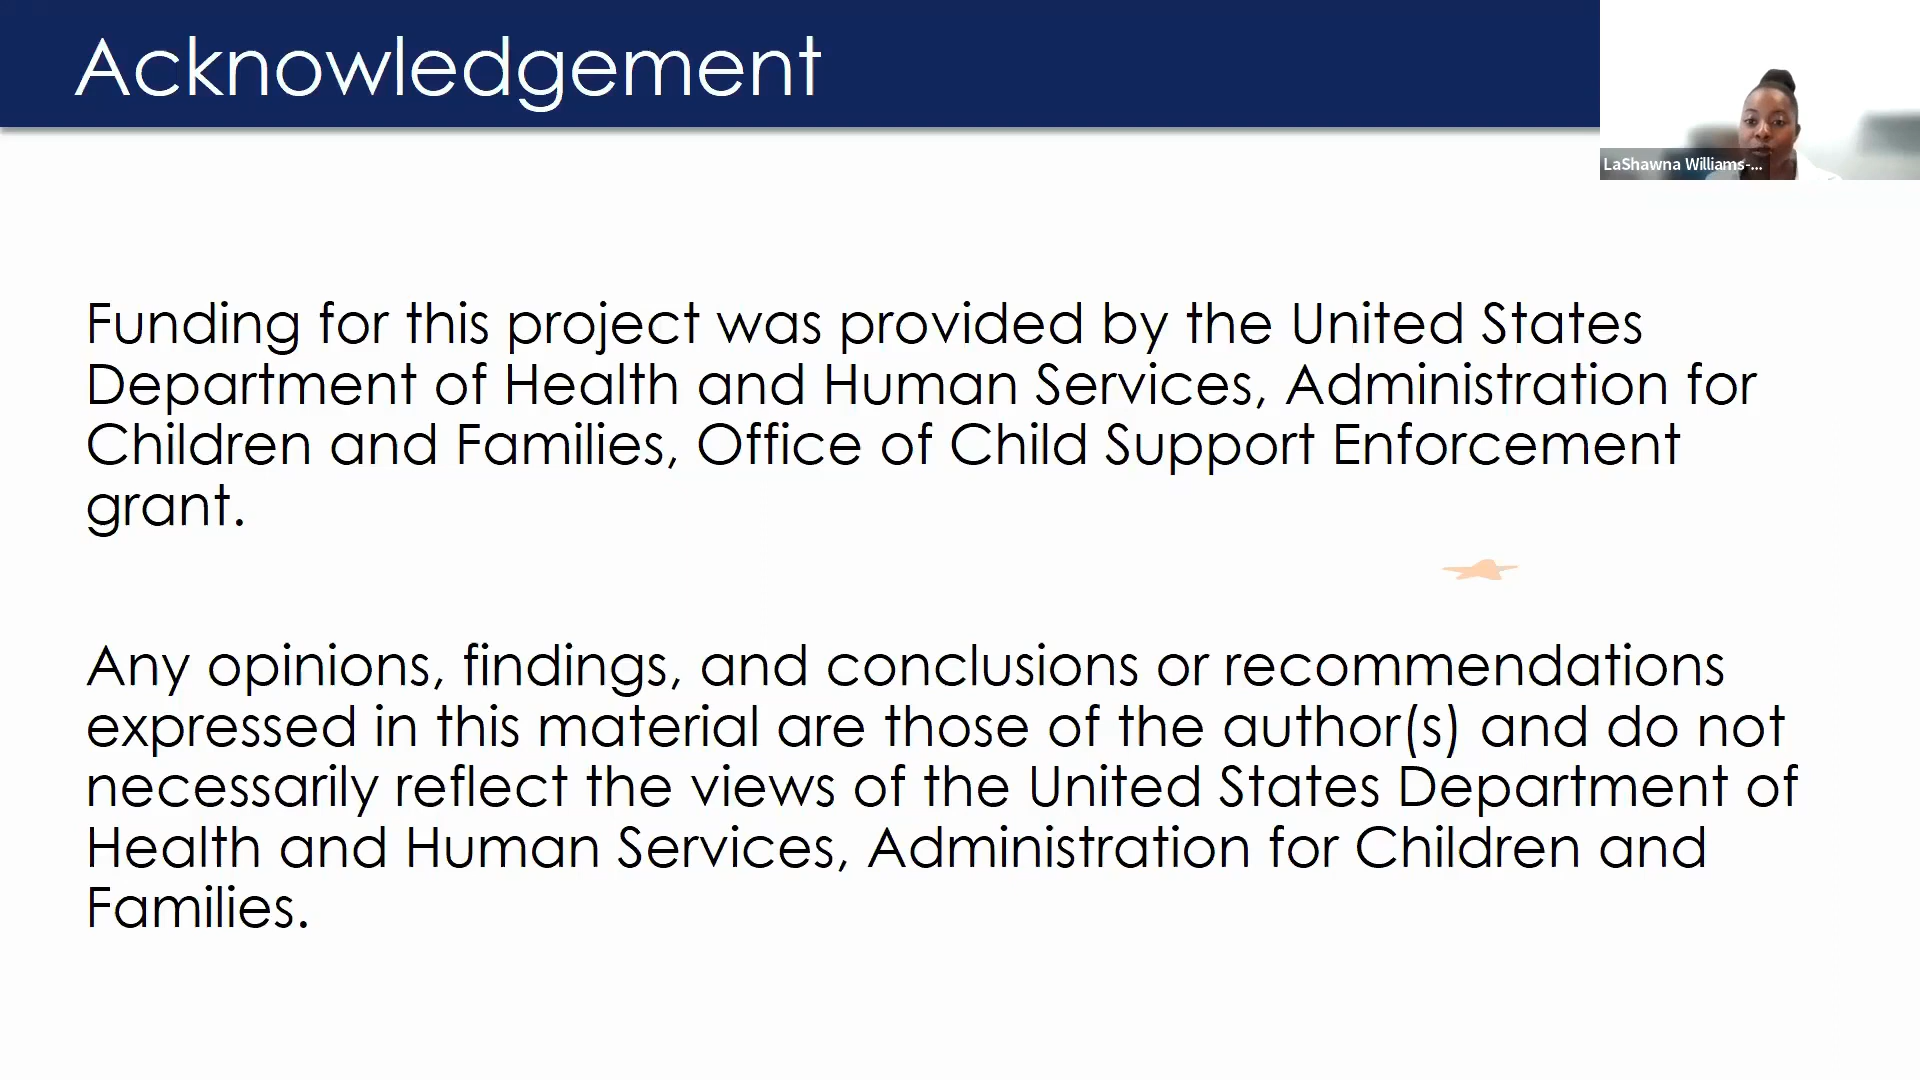 Acknowledgement
LaShawna Williams-...
Funding for this project was provided by the United States
Department of Health and Human Services, Administration for
Children and Families, Office of Child Support Enforcement
grant.
Any opinions, findings, and conclusions or recommendations
expressed in this material are those of the author(s) and do not
necessarily reflect the views of the United States Department of
Health and Human Services, Administration for Children and
Families.